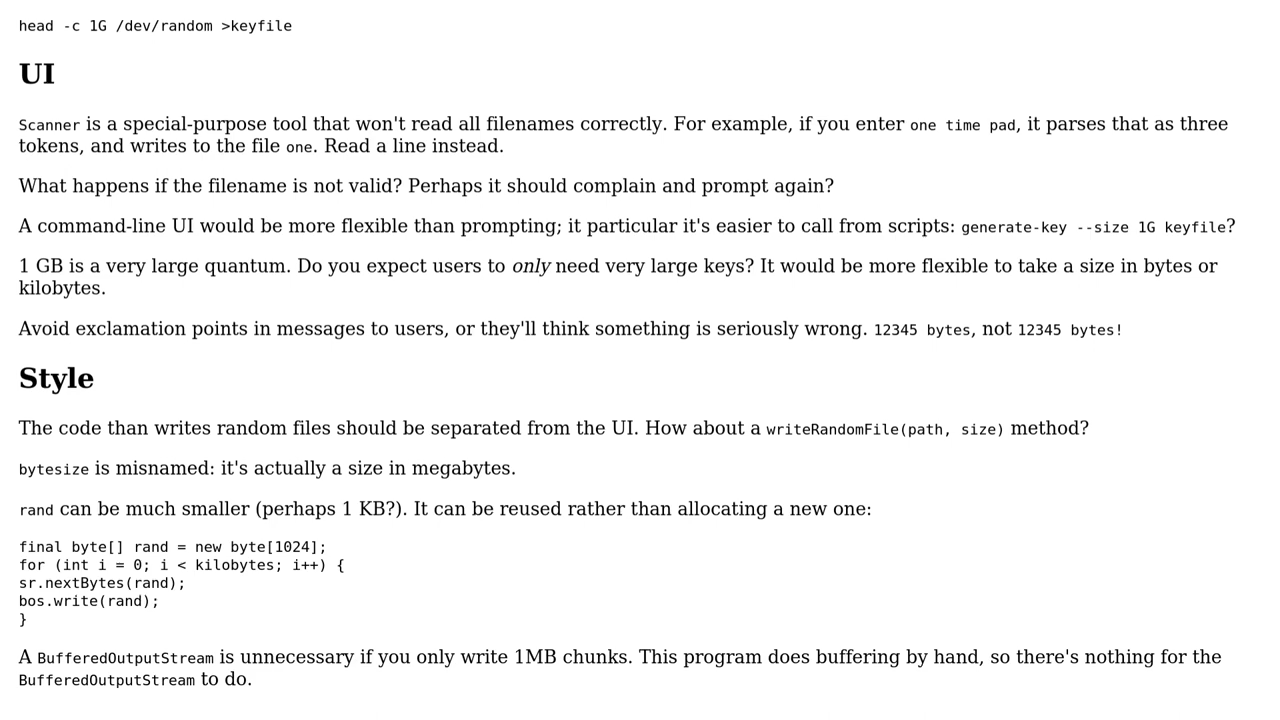 head -c 1G /dev/random >keyfile
UI
Scanner is a special-purpose tool that won't read all filenames correctly. For example, if you enter one time pad, it parses that as three
tokens, and writes to the file one. Read a line instead.
What happens if the filename is not valid? Perhaps it should complain and prompt again?
A command-line UI would be more flexible than prompting; it particular it's easier to call from scripts: generate-key --size 1G keyfile?
1 GB is a very large quantum. Do you expect users to only need very large keys? It would be more flexible to take a size in bytes or
kilobytes.
Avoid exclamation points in messages to users, or they'll think something is seriously wrong. 12345 bytes, not 12345 bytes!
Style
The code than writes random files should be separated from the UI. How about a writeRandomFile(path, size) method?
bytesize is misnamed: it's actually a size in megabytes.
rand can be much smaller (perhaps 1 KB?). It can be reused rather than allocating a new one:
final byte[] rand = new byte[1024];
for (int i = 0; i < kilobytes; i++) {
sr.nextBytes(rand);
bos.write(rand);
}
A BufferedOutputStream is unnecessary if you only write 1MB chunks. This program does buffering by hand, so there's nothing for the
BufferedOutputStream to do.